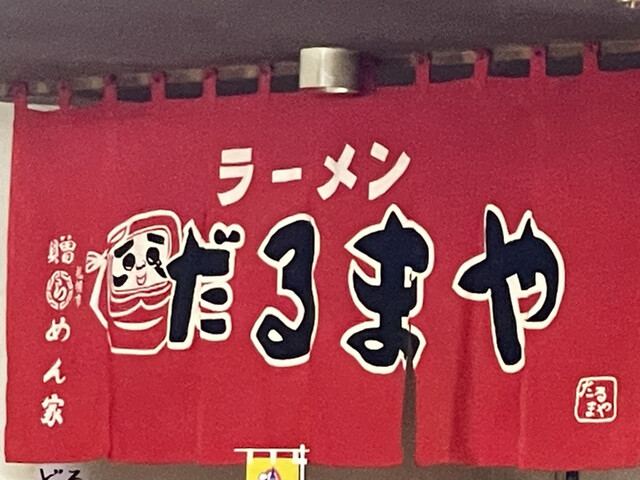 ラーメン
だるまや
贈
ら
めん家
だるまや